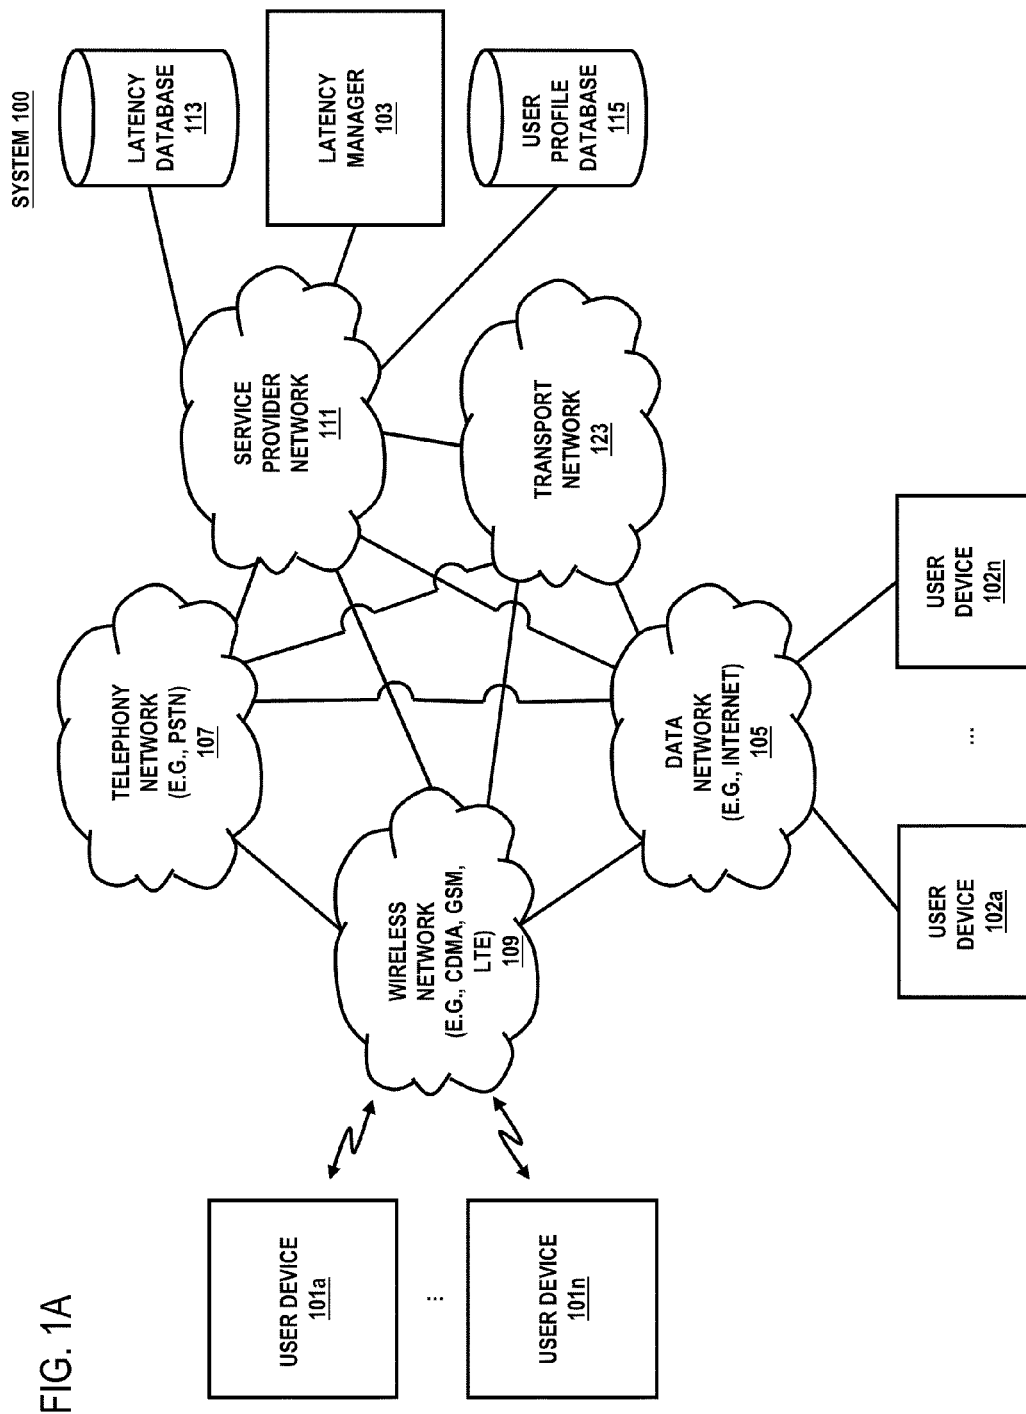 FIG. 1A
SYSTEM 100
LATENCY
DATABASE
113
LATENCY
MANAGER
103
USER
PROFILE
DATABASE
115
SERVICE
PROVIDER
NETWORK
111
TRANSPORT
NETWORK
123
TELEPHONY
NETWORK
(E.G., PSTN)
107
WIRELESS
NETWORK
(E.G., CDMA, GSM,
LTE)
109
DATA
NETWORK
(E.G., INTERNET)
105
USER DEVICE
101a
...
USER DEVICE
101n
USER
DEVICE
102a
...
USER
DEVICE
102n